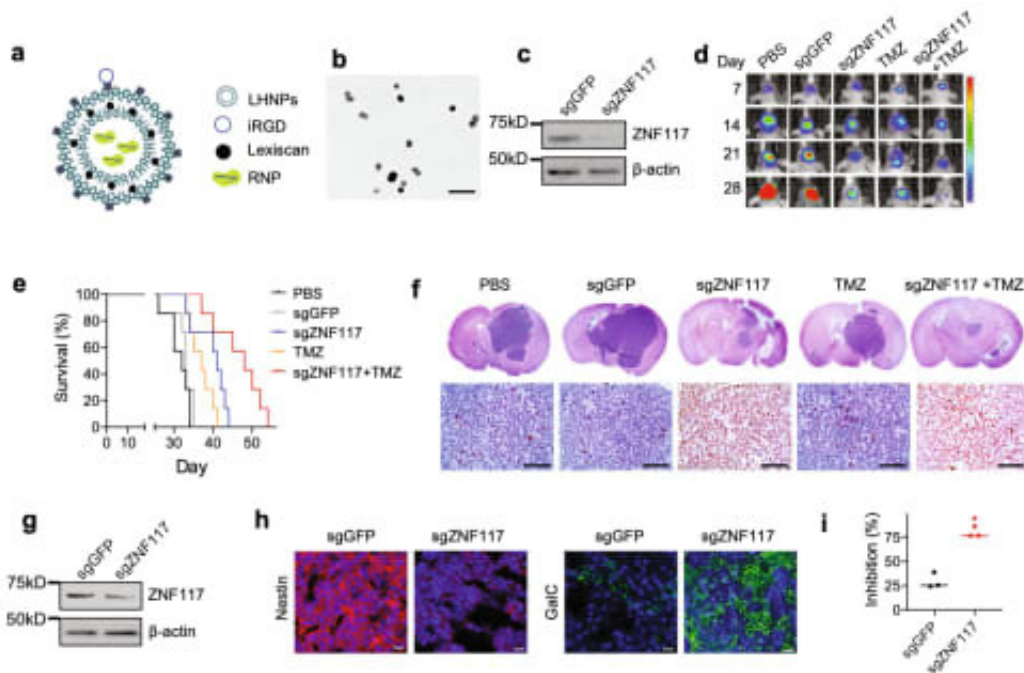 a
LHNPs
iRGD
Lexiscan
RNP
b
c
sgGFP
sgZNF117
75kD
ZNF117
50kD
β-actin
d
Day PBS sgGFP sgZNF117 TMZ sgZNF117 +TMZ
7
14
21
28
e
Survival (%)
100
80
60
40
20
0
0 10 30 40 50
Day
PBS
sgGFP
sgZNF117
TMZ
sgZNF117+TMZ
f
PBS sgGFP sgZNF117 TMZ sgZNF117 +TMZ
g
sgGFP
sgZNF117
75kD
ZNF117
50kD
β-actin
h
sgGFP sgZNF117 sgGFP sgZNF117
Nestin
GalC
i
Inhibition (%)
75
50
25
0
sgGFP
sgZNF117